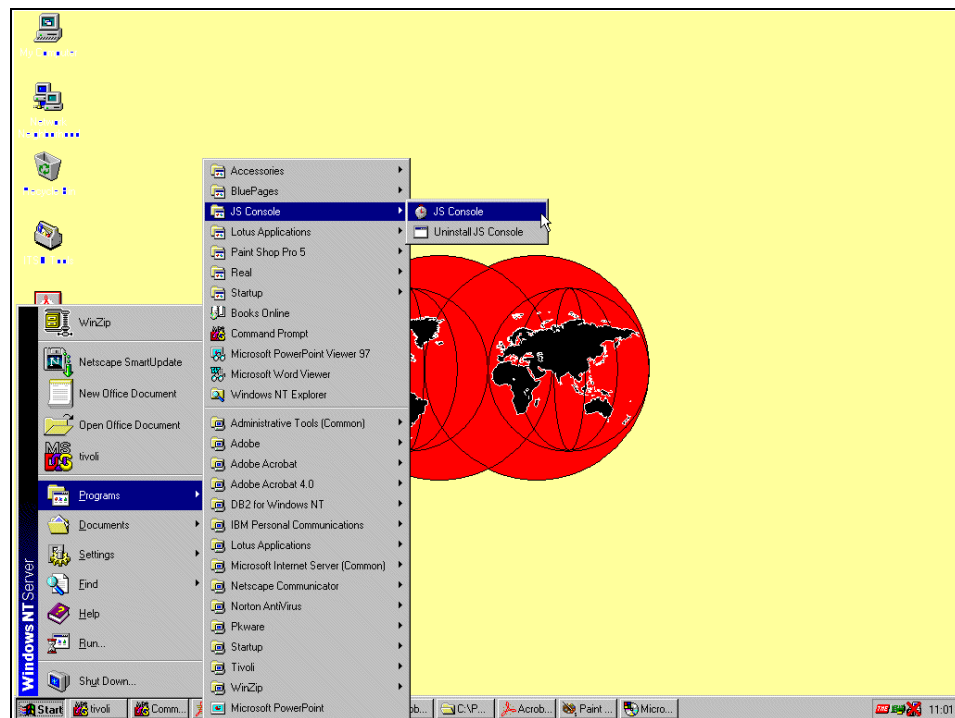 Accessories
BluePages
JS Console
Lotus Applications
Paint Shop Pro 5
Real
Startup
Books Online
Command Prompt
Microsoft PowerPoint Viewer 97
Microsoft Word Viewer
Windows NT Explorer
Administrative Tools (Common)
Adobe
Adobe Acrobat
Adobe Acrobat 4.0
DB2 for Windows NT
IBM Personal Communications
Lotus Applications
Microsoft Internet Server (Common)
Netscape Communicator
Norton AntiVirus
Pkware
Startup
Tivoli
WinZip
Microsoft PowerPoint
JS Console
Uninstall JS Console
WinZip
Netscape SmartUpdate
New Office Document
Open Office Document
MS
tivoli
Programs
Documents
Settings
Find
Help
Run...
Shut Down...
Windows NT Server
Start
tivoli
Comm...
C:\P...
Acrob...
Paint ...
Micro...
11:01